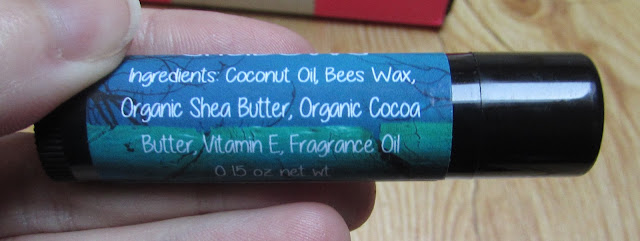 Ingredients: Coconut Oil, Bees Wax,
Organic Shea Butter, Organic Cocoa
Butter, Vitamin E, Fragrance Oil
0.15 oz net wt